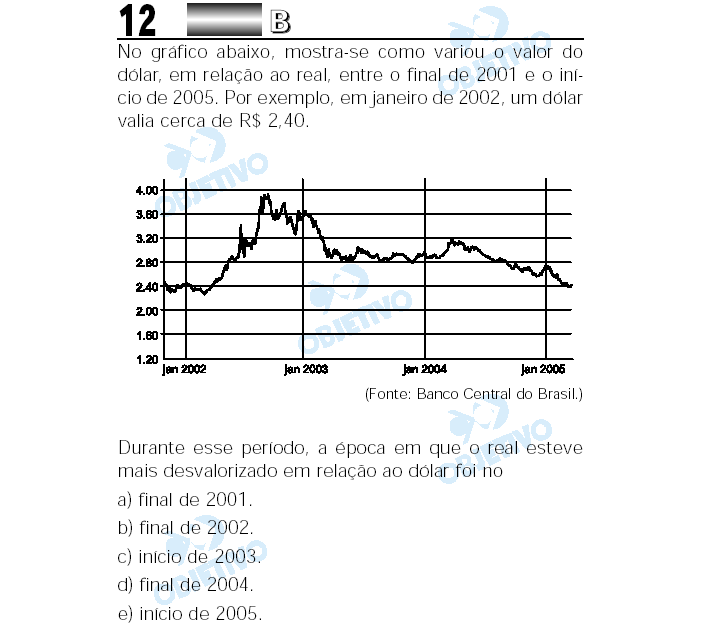 12 B
No gráfico abaixo, mostra-se como variou o valor do
dólar, em relação ao real, entre o final de 2001 e o iní-
cio de 2005. Por exemplo, em janeiro de 2002, um dólar
valia cerca de R$ 2,40.
4.00
3.60
3.20
2.80
2.40
2.00
1.60
1.20
jan 2002 jan 2003 jan 2004 jan 2005
(Fonte: Banco Central do Brasil.)
Durante esse período, a época em que o real esteve
mais desvalorizado em relação ao dólar foi no
a) final de 2001.
b) final de 2002.
c) início de 2003.
d) final de 2004.
e) início de 2005.
OBJETIVO
OBJETIVO
OBJETIVO
OBJETIVO
OBJETIVO